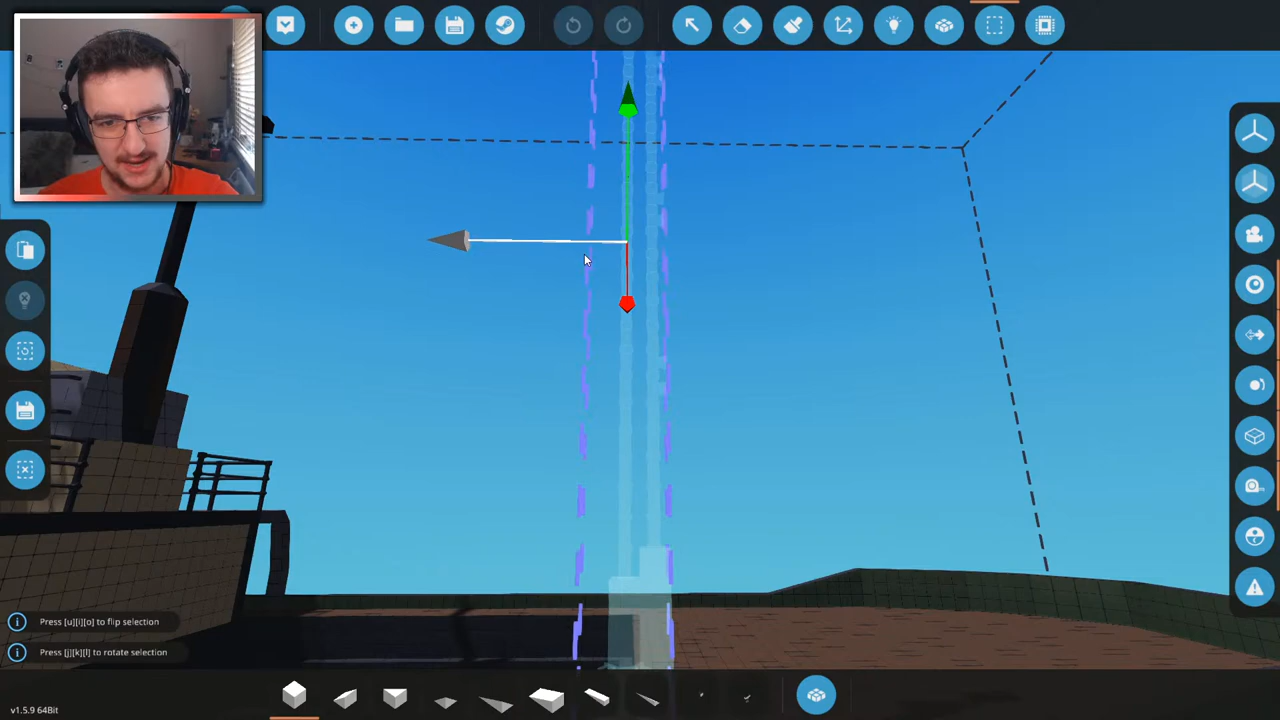 Press [u][i][o] to flip selection
Press [j][k][l] to rotate selection
v1.5.9 64Bit